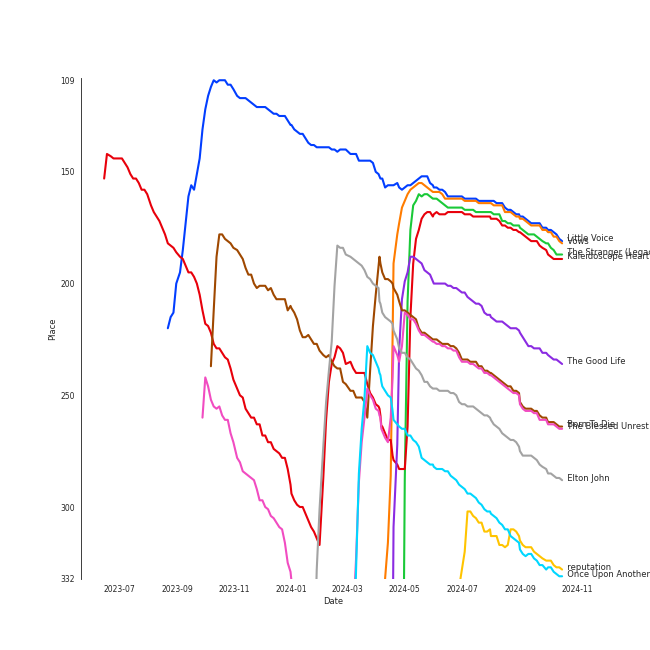 109
150
200
250
300
332
Place
2023-07
2023-09
2023-11
2024-01
2024-03
2024-05
2024-07
2024-09
2024-11
Date
Little Voice
Vows
The Stranger (Legac
Kaleidoscope Heart
The Good Life
Born To Die
The Blessed Unrest
Elton John
reputation
Once Upon Another